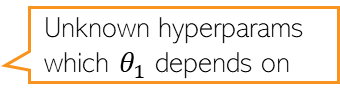 Unknown hyperparams
which θ₁ depends on